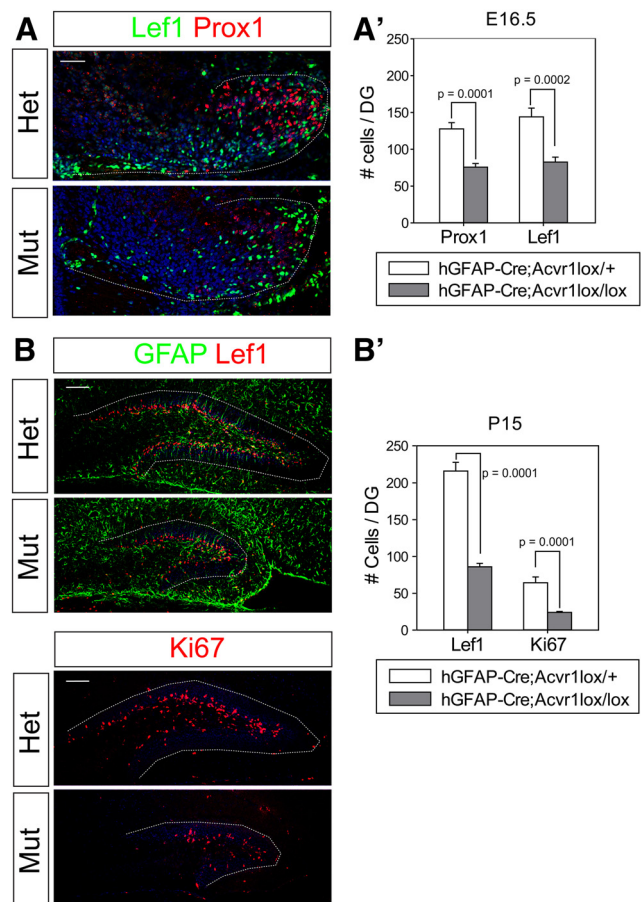 A
Lef1 Prox1
Het
Mut
A'
E16.5
# cells / DG
250
200
150
100
50
0
p = 0.0001
p = 0.0002
Prox1
Lef1
hGFAP-Cre;Acvr1lox/+
hGFAP-Cre;Acvr1lox/lox
B
GFAP Lef1
Het
Mut
Ki67
Het
Mut
B'
P15
# Cells / DG
250
200
150
100
50
0
p = 0.0001
p = 0.0001
Lef1
Ki67
hGFAP-Cre;Acvr1lox/+
hGFAP-Cre;Acvr1lox/lox